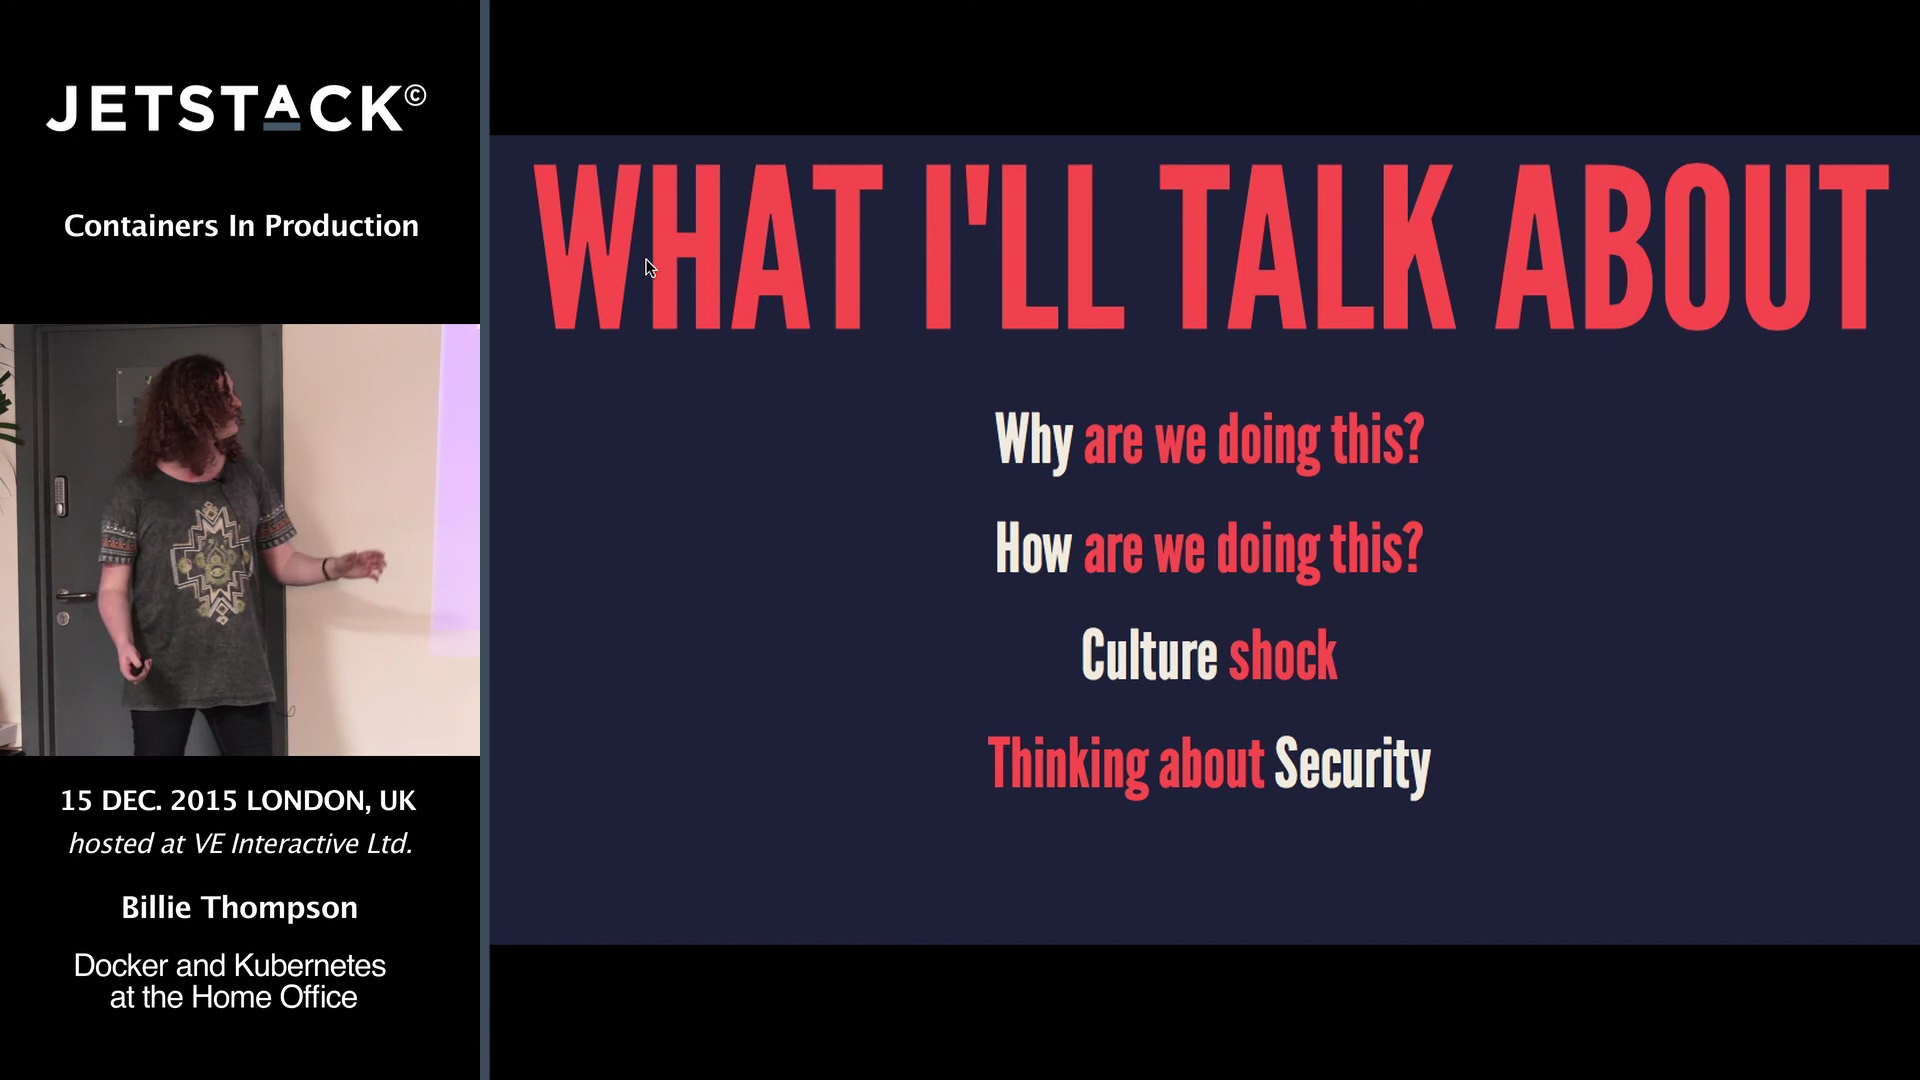 JETSTACK©
Containers In Production
15 DEC. 2015 LONDON, UK
hosted at VE Interactive Ltd.
Billie Thompson
Docker and Kubernetes
at the Home Office
WHAT I'LL TALK ABOUT
Why are we doing this?
How are we doing this?
Culture shock
Thinking about Security